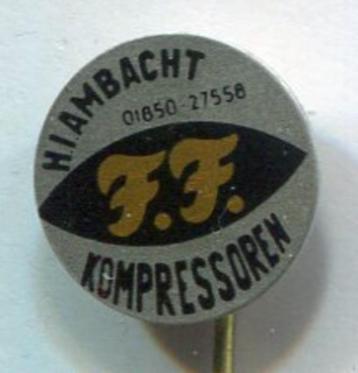 H.I.AMBACHT
01850-27558
F.F.
KOMPRESSOREN